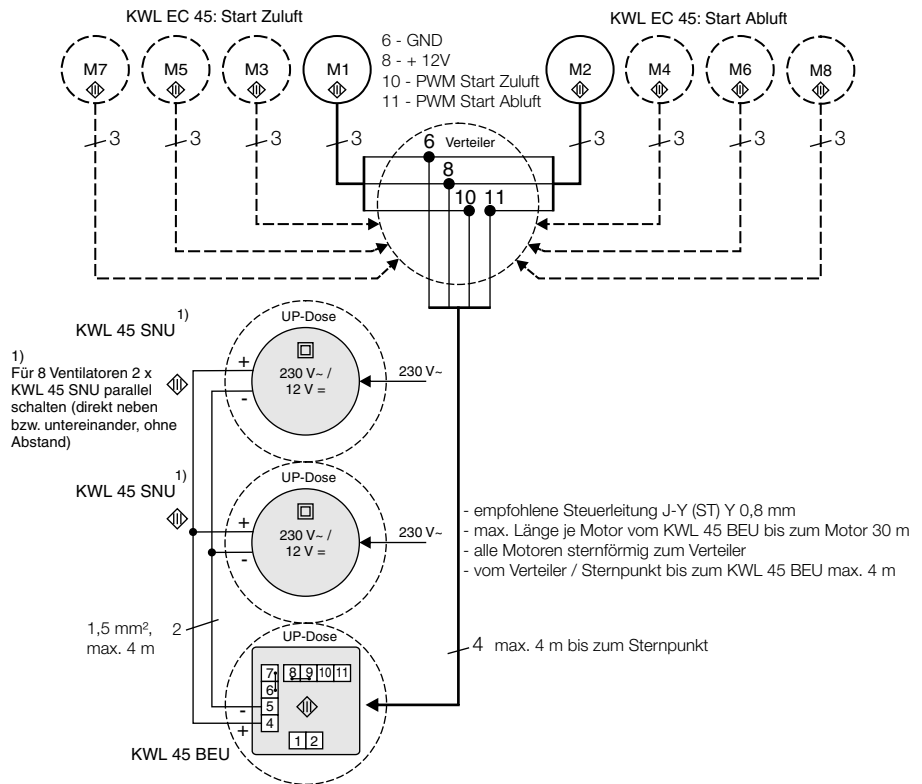 KWL EC 45: Start Zuluft
KWL EC 45: Start Abluft
M7
M5
M3
M1
M2
M4
M6
M8
6 - GND
8 - + 12V
10 - PWM Start Zuluft
11 - PWM Start Abluft
3
3
3
3
3
3
3
3
6
Verteiler
8
10
11
KWL 45 SNU 1)
UP-Dose
1)
Für 8 Ventilatoren 2 x
KWL 45 SNU parallel
schalten (direkt neben
bzw. untereinander, ohne
Abstand)
+
-
230 V~ /
12 V =
230 V~
KWL 45 SNU 1)
UP-Dose
+
-
230 V~ /
12 V =
230 V~
- empfohlene Steuerleitung J-Y (ST) Y 0,8 mm
- max. Länge je Motor vom KWL 45 BEU bis zum Motor 30 m
- alle Motoren sternförmig zum Verteiler
- vom Verteiler / Sternpunkt bis zum KWL 45 BEU max. 4 m
1,5 mm²,
max. 4 m
2
UP-Dose
4 max. 4 m bis zum Sternpunkt
7
8 9 10 11
6
5
4
-
+
1 2
KWL 45 BEU